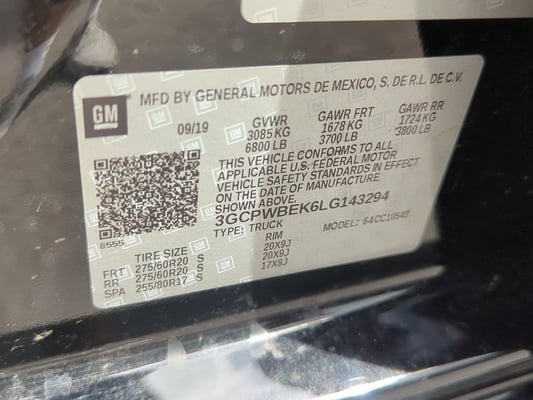 GM
MFD BY GENERAL MOTORS DE MEXICO, S. DE R.L. DE C.V.
09/19
GVWR GAWR FRT GAWR RR
3085 KG 1678 KG 1724 KG
6800 LB 3700 LB 3800 LB
THIS VEHICLE CONFORMS TO ALL
APPLICABLE U.S. FEDERAL MOTOR
VEHICLE SAFETY STANDARDS IN EFFECT
ON THE DATE OF MANUFACTURE
SHOWN ABOVE.
3GCPWBEK6LG143294
8555 TYPE: TRUCK MODEL:
TIRE SIZE RIM
FRT 275/60R20 S 20X9J
RR 275/60R20 S 20X9J
SPA 255/80R17 S 17X8J